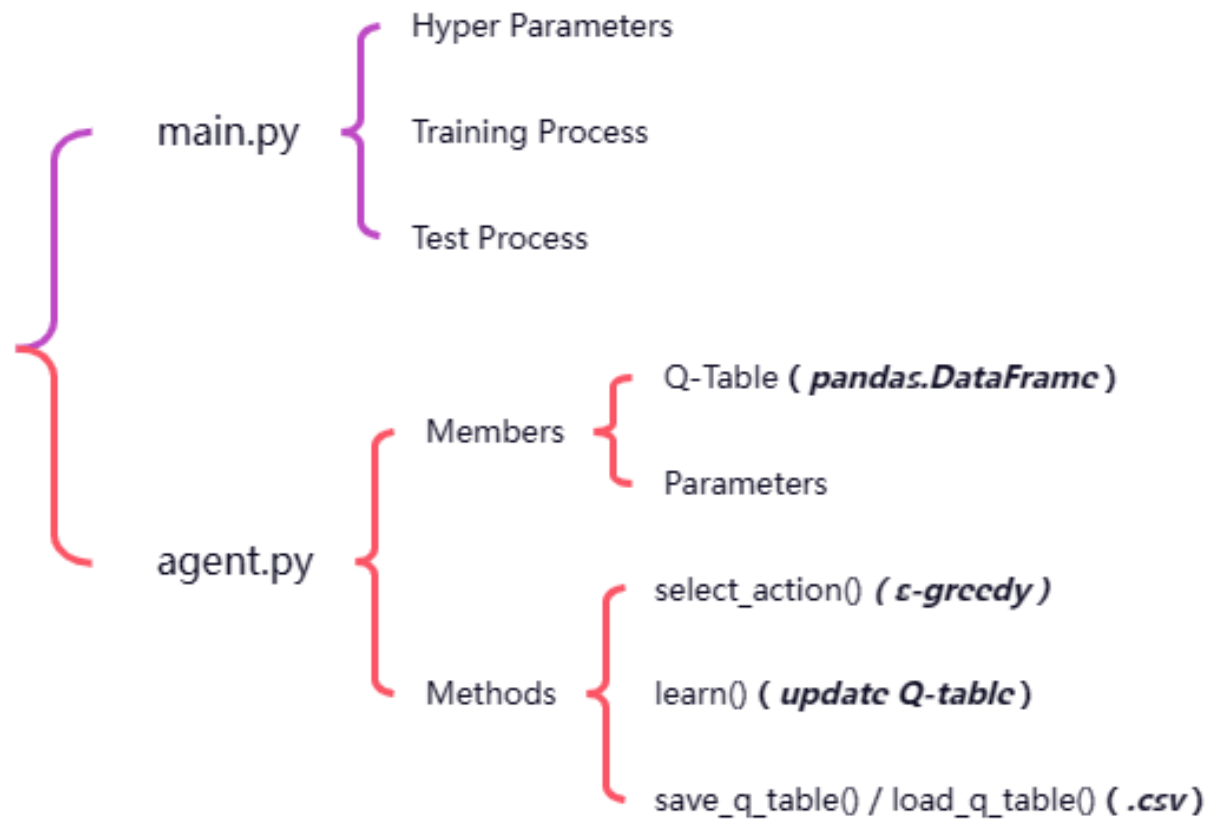 Hyper Parameters
main.py
Training Process
Test Process
Q-Table ( pandas.DataFrame )
Members
Parameters
agent.py
select_action() ( ε-greedy )
Methods
learn() ( update Q-table )
save_q_table() / load_q_table() ( .csv )